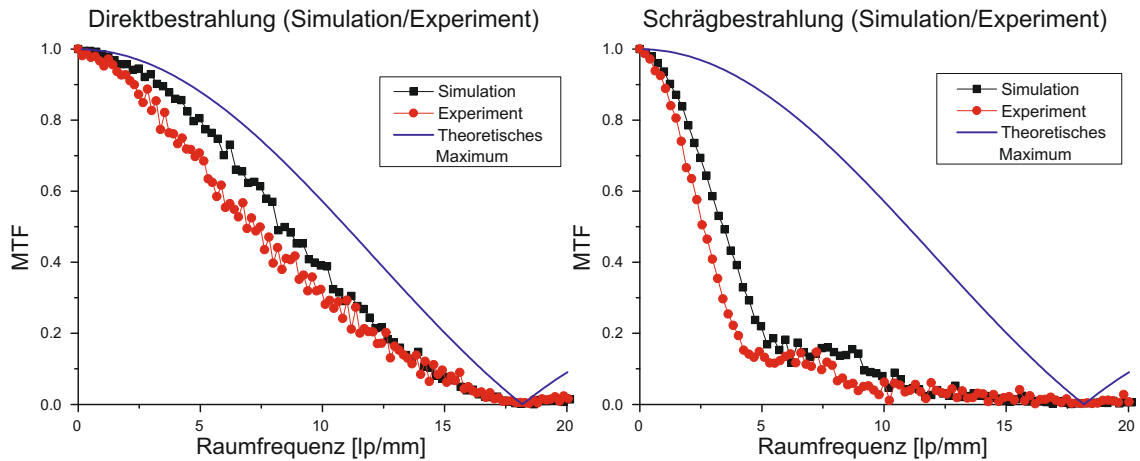 Direktbestrahlung (Simulation/Experiment)
1.0
0.8
0.6
0.4
0.2
0.0
MTF
0
5
10
15
20
Raumfrequenz [lp/mm]
Simulation
Experiment
Theoretisches
Maximum
Schrägbestrahlung (Simulation/Experiment)
1.0
0.8
0.6
0.4
0.2
0.0
MTF
0
5
10
15
20
Raumfrequenz [lp/mm]
Simulation
Experiment
Theoretisches
Maximum